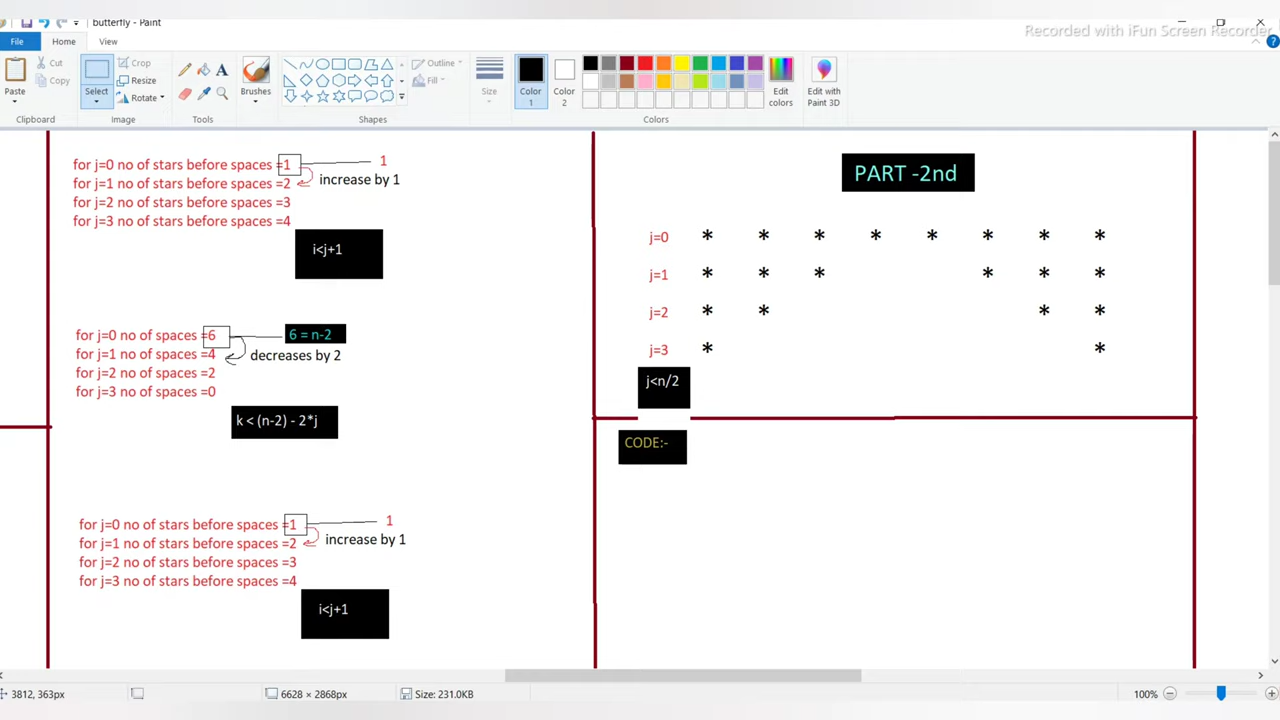 butterfly - Paint
Recorded with iFun Screen Recorder
File
Home
View
Paste
Cut
Copy
Clipboard
Select
Crop
Resize
Rotate
Image
Tools
Brushes
Shapes
Outline
Fill
Size
Color 1
Color 2
Edit colors
Edit with Paint 3D
Colors
for j=0 no of stars before spaces =1
1
for j=1 no of stars before spaces =2
increase by 1
for j=2 no of stars before spaces =3
for j=3 no of stars before spaces =4
i<j+1
for j=0 no of spaces =6
6 = n-2
for j=1 no of spaces =4
decreases by 2
for j=2 no of spaces =2
for j=3 no of spaces =0
k < (n-2) - 2*j
for j=0 no of stars before spaces =1
1
for j=1 no of stars before spaces =2
increase by 1
for j=2 no of stars before spaces =3
for j=3 no of stars before spaces =4
i<j+1
PART -2nd
j=0 * * * * * * * *
j=1 * * * * * *
j=2 * * * *
j=3 * *
j<n/2
CODE:-
3812, 363px
6628 × 2868px
Size: 231.0KB
100%